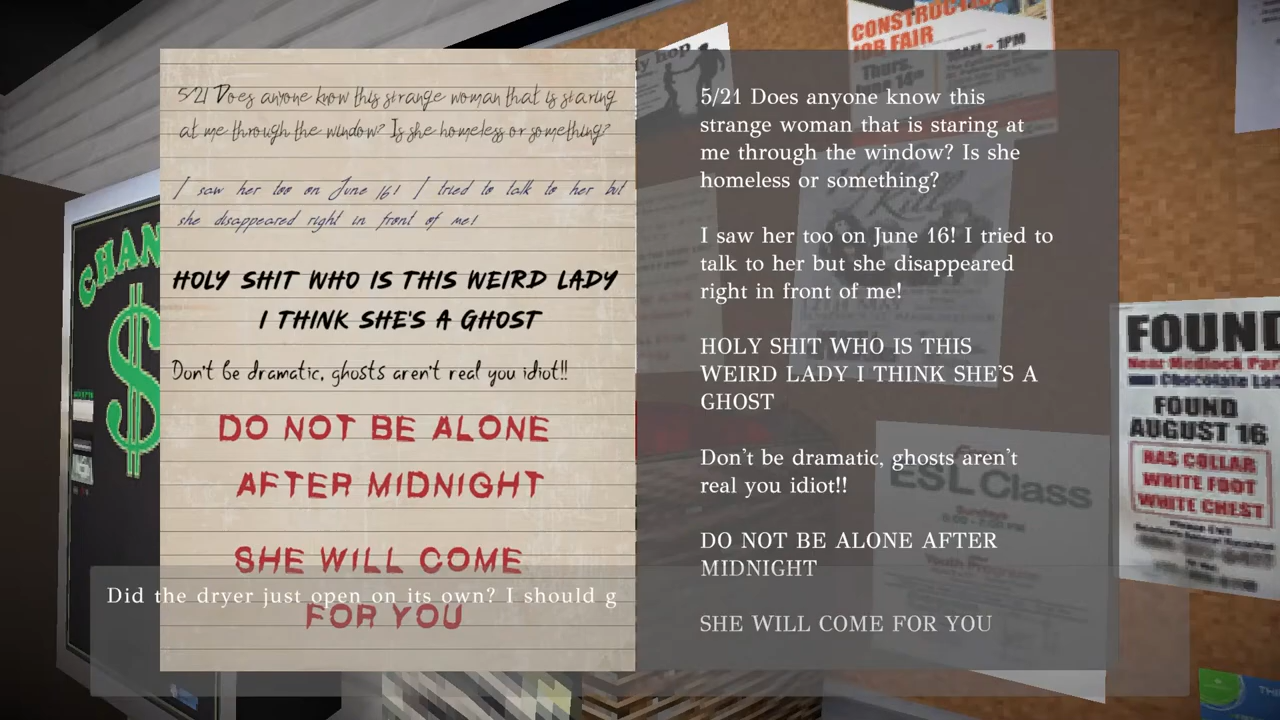 5/21 Does anyone know this strange woman that is staring
at me through the window? Is she homeless or something?
I saw her too on June 16! I tried to talk to her but
she disappeared right in front of me!
HOLY SHIT WHO IS THIS WEIRD LADY
I THINK SHE'S A GHOST
Don't be dramatic, ghosts aren't real you idiot!!
DO NOT BE ALONE
AFTER MIDNIGHT
SHE WILL COME
FOR YOU
5/21 Does anyone know this
strange woman that is staring at
me through the window? Is she
homeless or something?
I saw her too on June 16! I tried to
talk to her but she disappeared
right in front of me!
HOLY SHIT WHO IS THIS
WEIRD LADY I THINK SHE'S A
GHOST
Don't be dramatic, ghosts aren't
real you idiot!!
DO NOT BE ALONE AFTER
MIDNIGHT
SHE WILL COME FOR YOU
Did the dryer just open on its own? I should g
CHAN
$
hop
CONSTRUCTION
JOB FAIR
- 1PM
ESL Class
Sundays
FOUND
Chocolate La
FOUND
AUGUST 16
HAS COLLAR
WHITE FOOT
WHITE CHEST